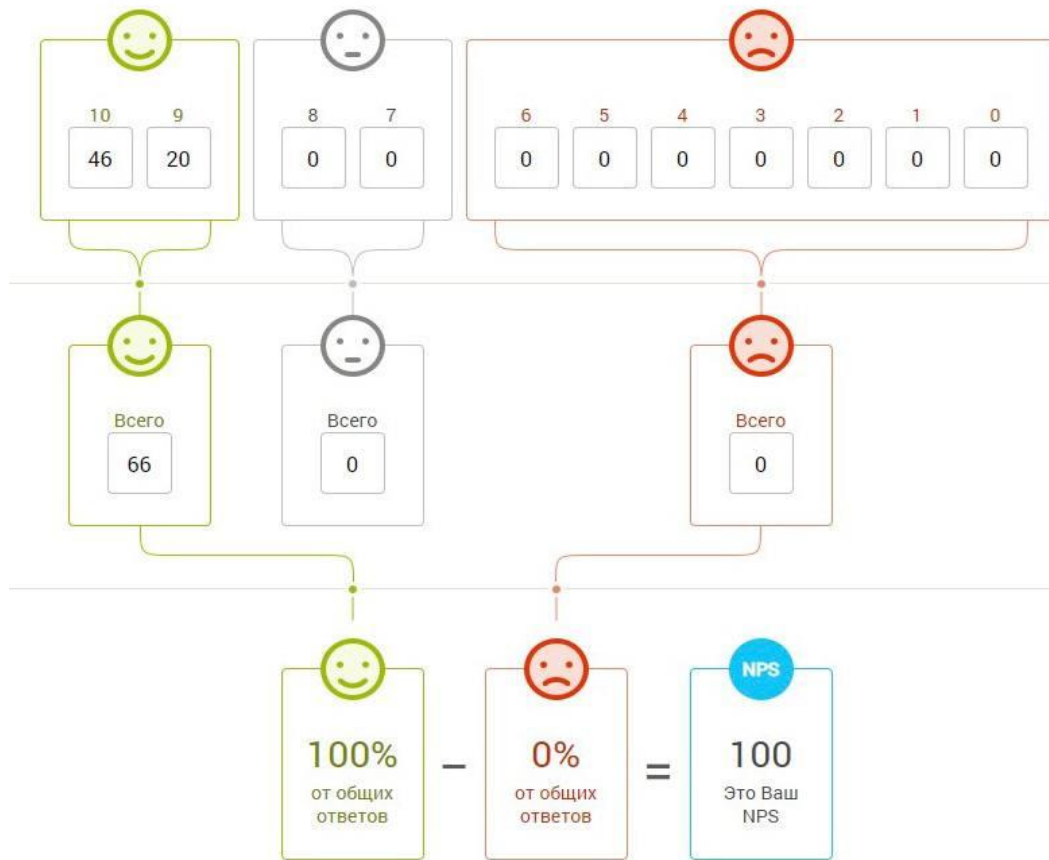 10 9 8 7 6 5 4 3 2 1 0
46 20 0 0 0 0 0 0 0 0 0
Всего Всего Всего
66 0 0
NPS
100% – 0% = 100
от общих от общих Это Ваш
ответов ответов NPS